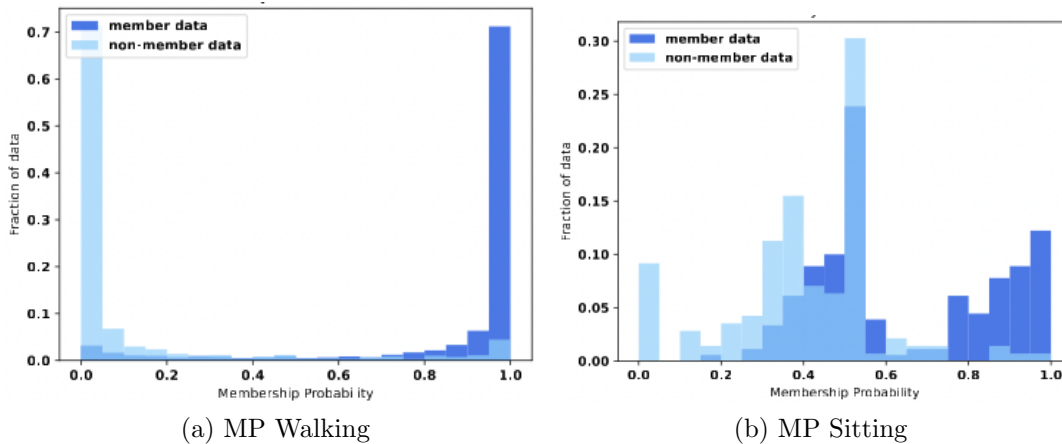 member data
non-member data
0.7
0.6
0.5
0.4
0.3
0.2
0.1
0.0
Fraction of data
0.0 0.2 0.4 0.6 0.8 1.0
Membership Probability
(a) MP Walking
member data
non-member data
0.30
0.25
0.20
0.15
0.10
0.05
0.00
Fraction of data
0.0 0.2 0.4 0.6 0.8 1.0
Membership Probability
(b) MP Sitting